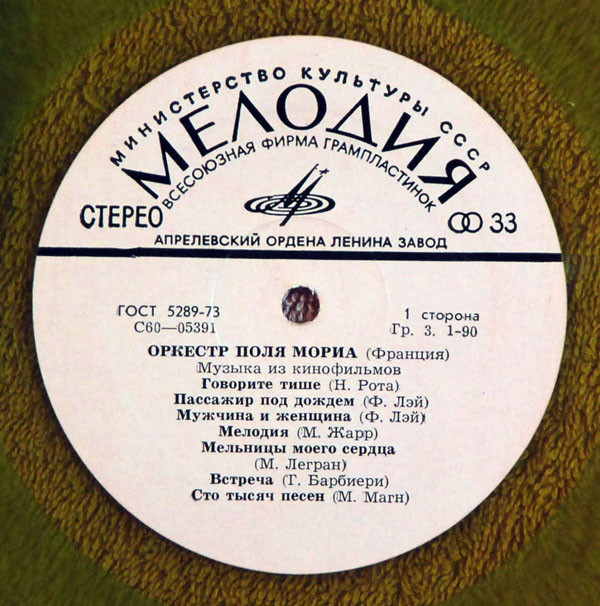 МИНИСТЕРСТВО КУЛЬТУРЫ СССР
МЕЛОДИЯ
ВСЕСОЮЗНАЯ ФИРМА ГРАМПЛАСТИНОК
СТЕРЕО
33
АПРЕЛЕВСКИЙ ОРДЕНА ЛЕНИНА ЗАВОД
ГОСТ 5289-73
1 сторона
С60—05391
Гр. 3. 1-90
ОРКЕСТР ПОЛЯ МОРИА (Франция)
Музыка из кинофильмов
Говорите тише (Н. Рота)
Пассажир под дождем (Ф. Лэй)
Мужчина и женщина (Ф. Лэй)
Мелодия (М. Жарр)
Мельницы моего сердца
(М. Легран)
Встреча (Г. Барбиери)
Сто тысяч песен (М. Магн)